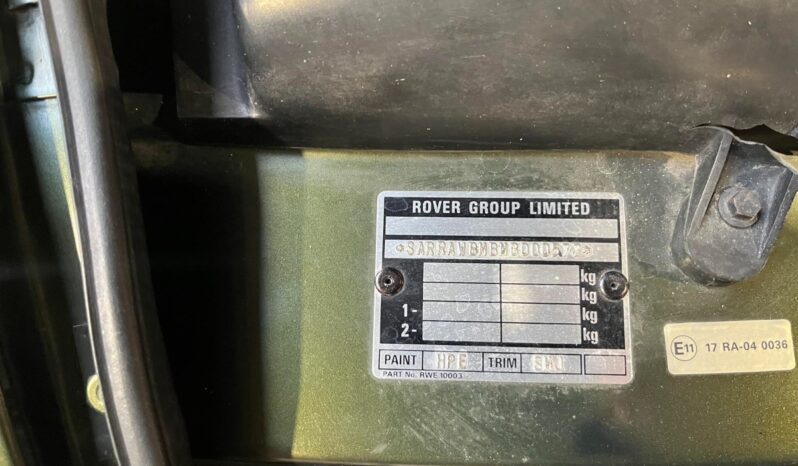 ROVER GROUP LIMITED
kg
kg
1- kg
2- kg
PAINT HPE TRIM
PART No. RWE 10003
E11 17 RA-04 0036